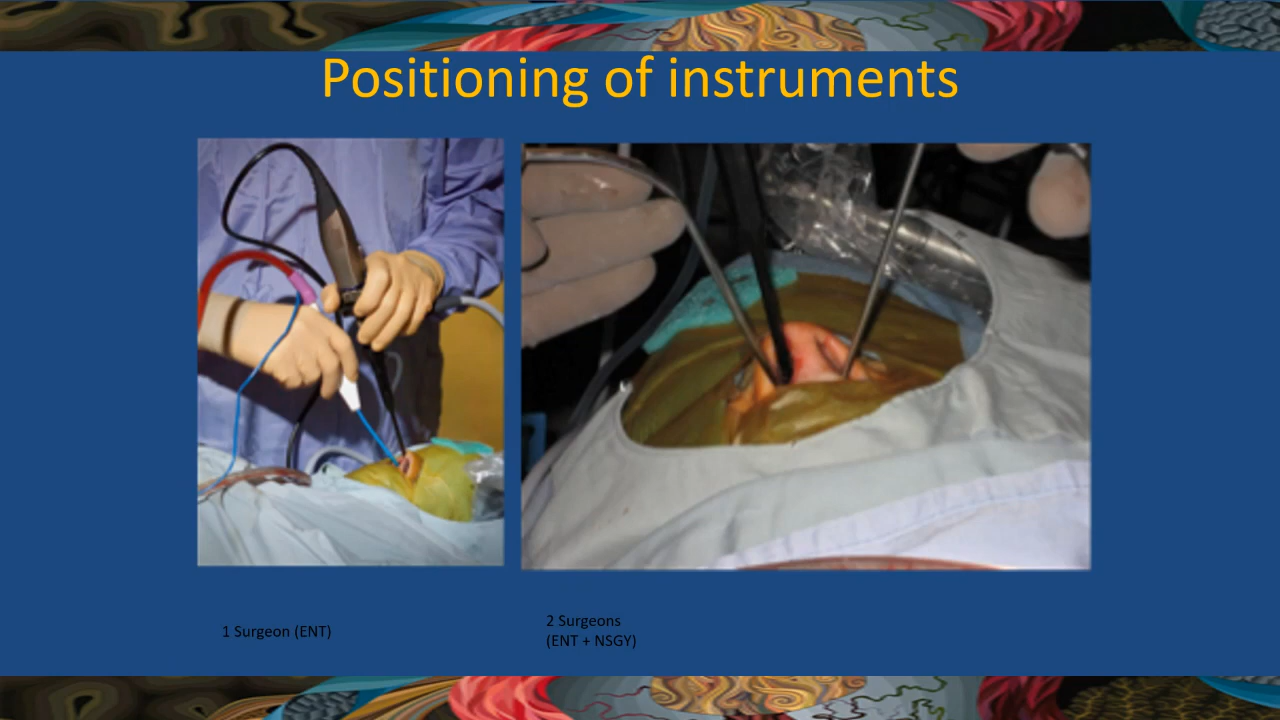 Positioning of instruments
1 Surgeon (ENT)
2 Surgeons
(ENT + NSGY)